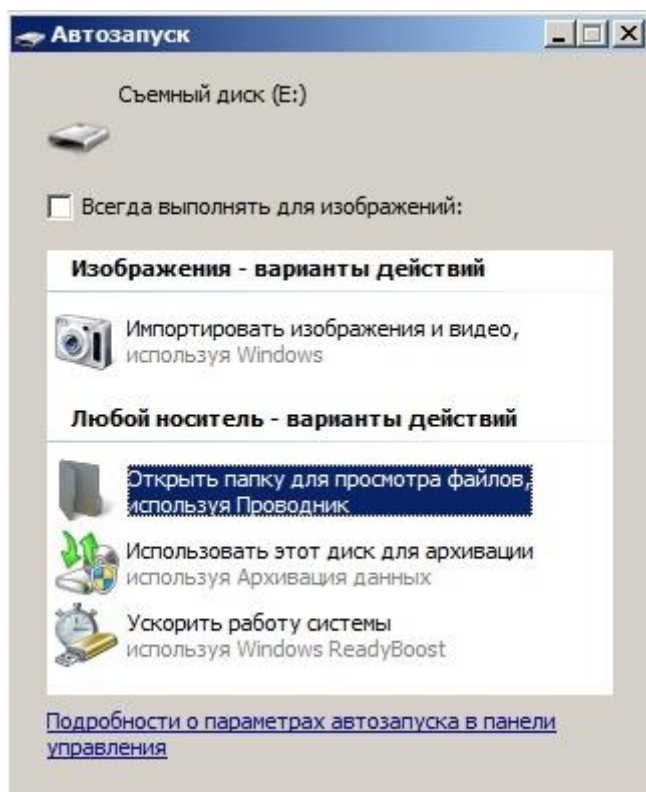 Автозапуск
Съемный диск (E:)
Всегда выполнять для изображений:
Изображения - варианты действий
Импортировать изображения и видео,
используя Windows
Любой носитель - варианты действий
Открыть папку для просмотра файлов,
используя Проводник
Использовать этот диск для архивации
используя Архивация данных
Ускорить работу системы
используя Windows ReadyBoost
Подробности о параметрах автозапуска в панели
управления